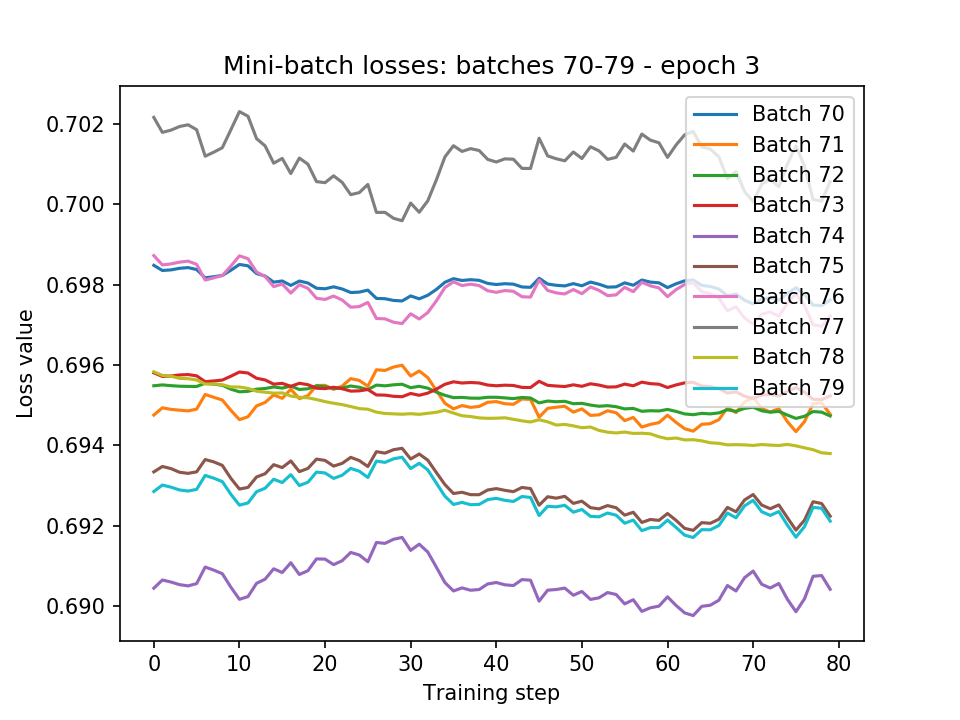 Mini-batch losses: batches 70-79 - epoch 3
0.702
0.700
0.698
0.696
0.694
0.692
0.690
Loss value
0
10
20
30
40
50
60
70
80
Training step
Batch 70
Batch 71
Batch 72
Batch 73
Batch 74
Batch 75
Batch 76
Batch 77
Batch 78
Batch 79